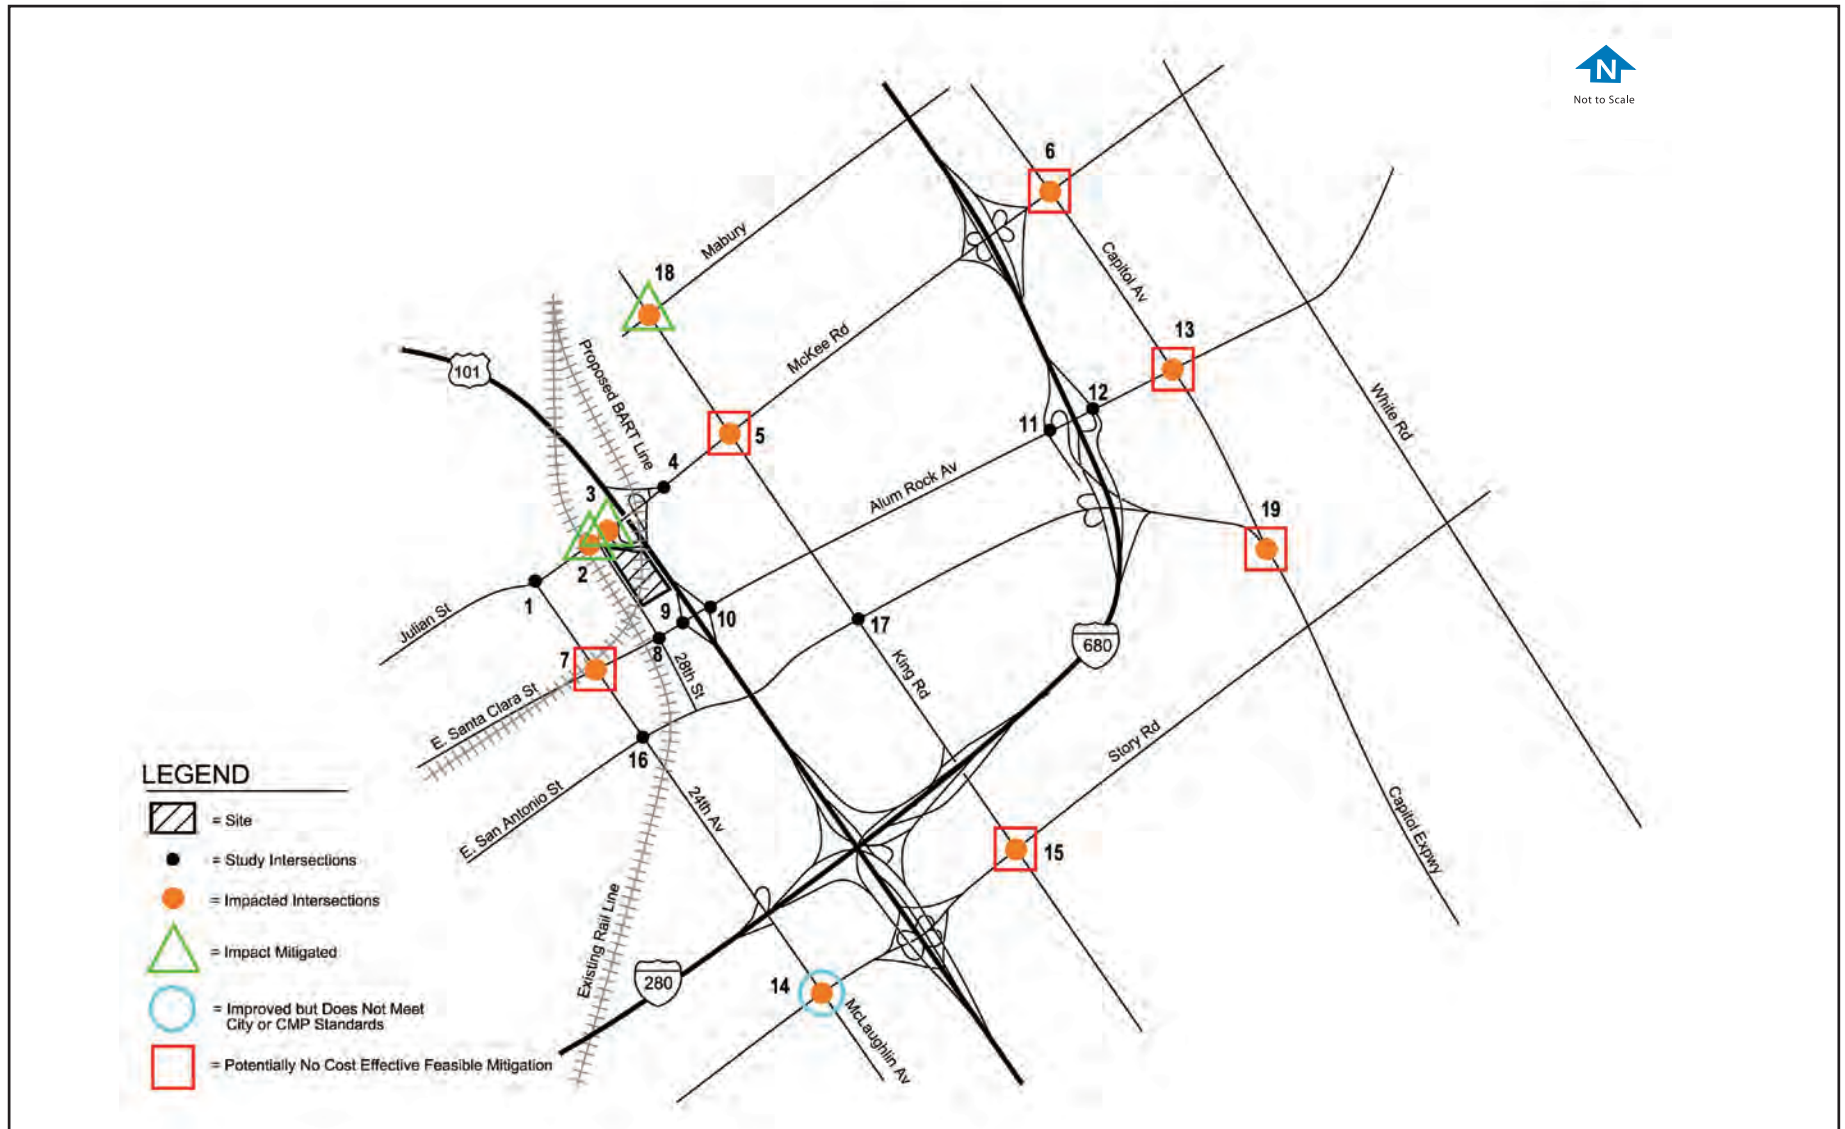 N
Not to Scale
6
Mabury
18
Capitol Av
13
101
Proposed BART Line
McKee Rd
12
White Rd
11
5
4
Alum Rock Av
3
19
2
1
9
10
17
Julian St
7
8
28th St
King Rd
680
E. Santa Clara St
16
Story Rd
E. San Antonio St
24th Av
Capitol Expwy
15
Existing Rail Line
280
14
McLaughlin Av
LEGEND
= Site
= Study Intersections
= Impacted Intersections
= Impact Mitigated
= Improved but Does Not Meet
City or CMP Standards
= Potentially No Cost Effective Feasible Mitigation